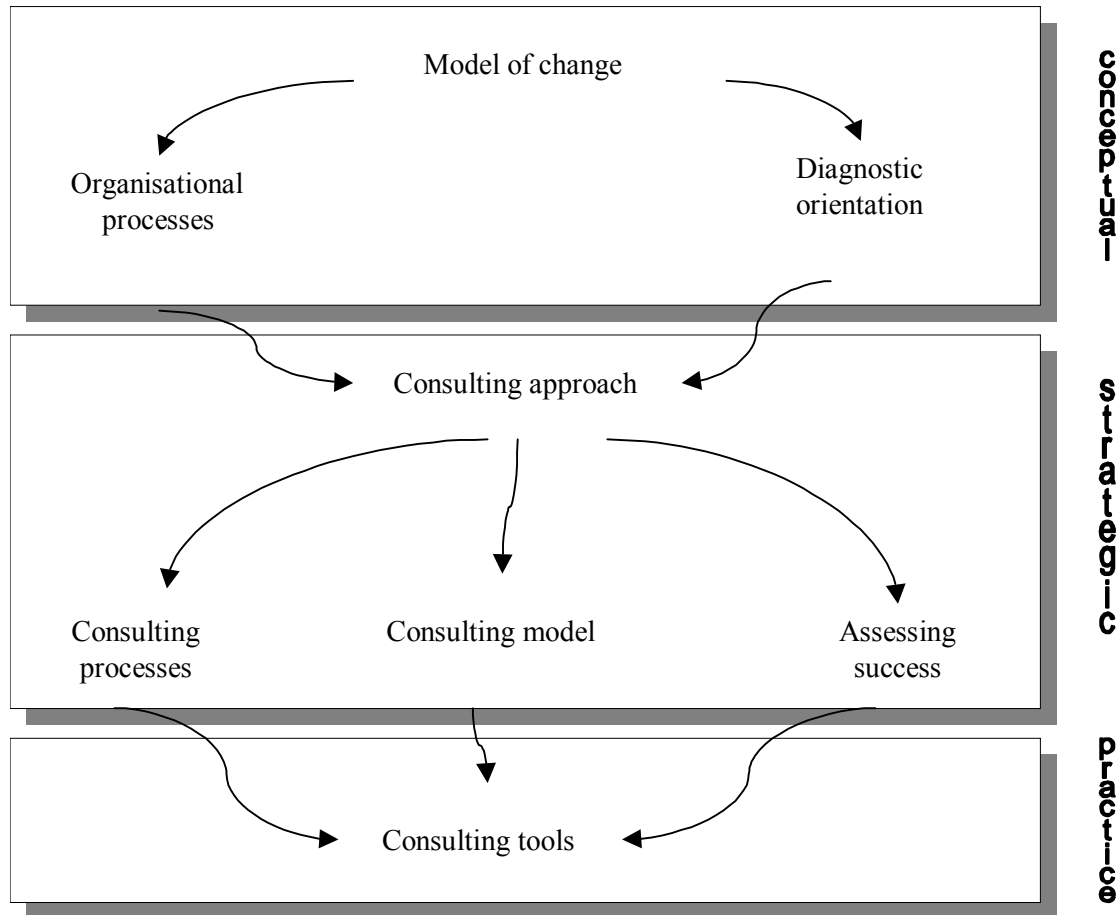 Model of change
Organisational
processes
Diagnostic
orientation
conceptual
Consulting approach
Consulting
processes
Consulting model
Assessing
success
strategic
Consulting tools
practice